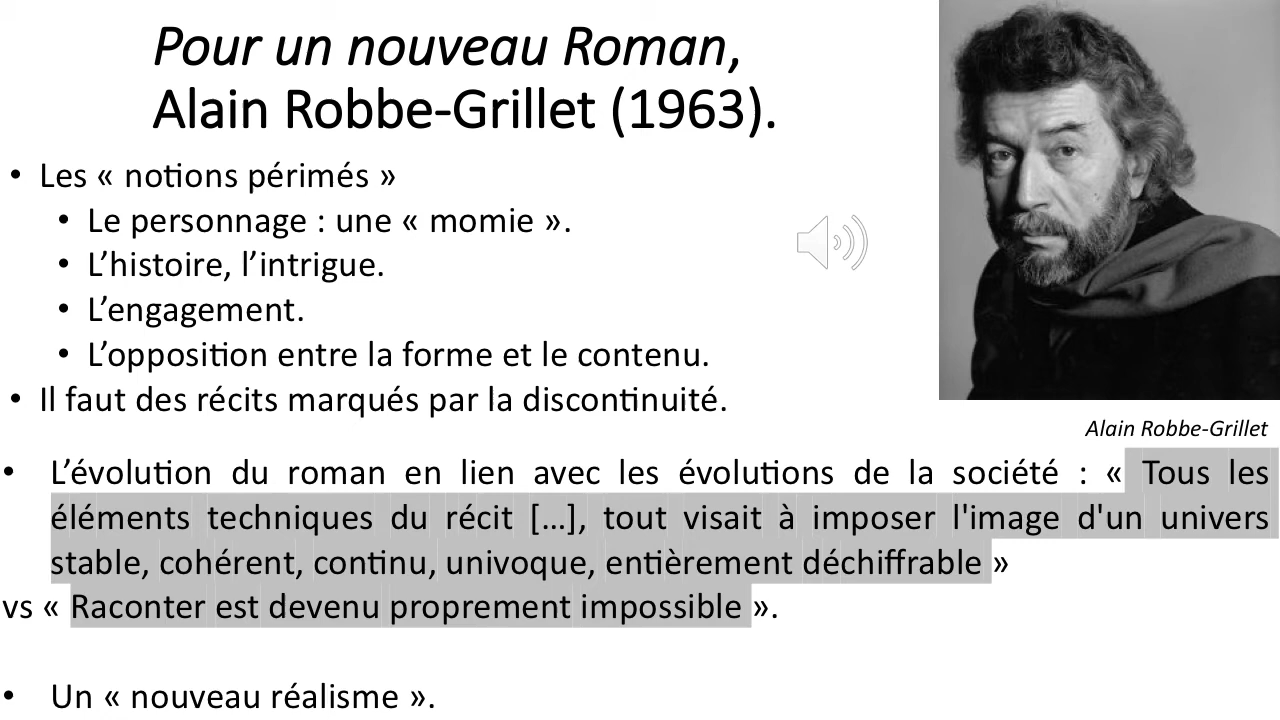 Pour un nouveau Roman,
Alain Robbe-Grillet (1963).
• Les « notions périmés »
• Le personnage : une « momie ».
• L’histoire, l’intrigue.
• L’engagement.
• L’opposition entre la forme et le contenu.
• Il faut des récits marqués par la discontinuité.
Alain Robbe-Grillet
• L’évolution du roman en lien avec les évolutions de la société : « Tous les
éléments techniques du récit […], tout visait à imposer l'image d'un univers
stable, cohérent, continu, univoque, entièrement déchiffrable »
vs « Raconter est devenu proprement impossible ».
• Un « nouveau réalisme ».